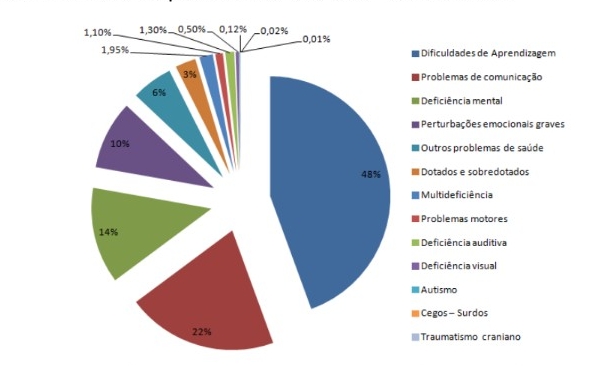 1,30%
0,50%
0,12%
0,02%
1,10%
0,01%
1,95%
3%
6%
10%
48%
14%
22%
Dificuldades de Aprendizagem
Problemas de comunicação
Deficiência mental
Perturbações emocionais graves
Outros problemas de saúde
Dotados e sobredotados
Multideficiência
Problemas motores
Deficiência auditiva
Deficiência visual
Autismo
Cegos – Surdos
Traumatismo craniano